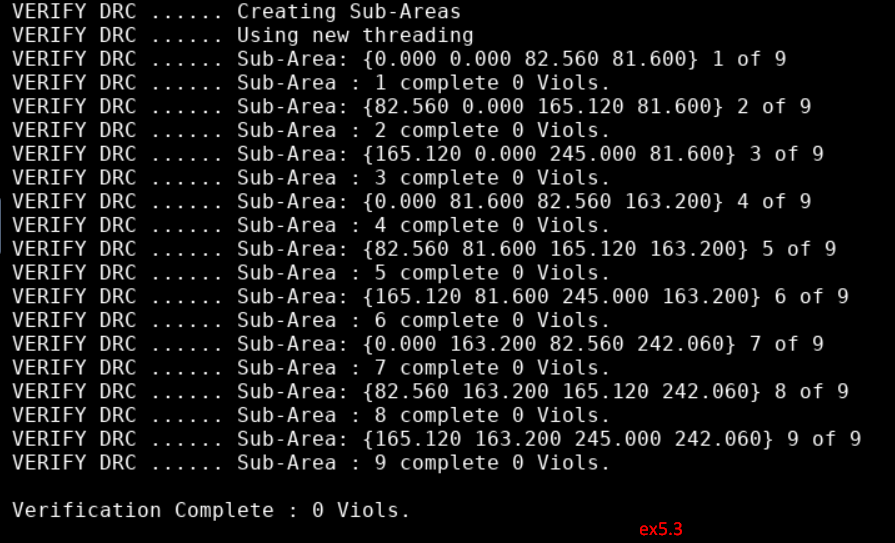 VERIFY DRC ...... Creating Sub-Areas
VERIFY DRC ...... Using new threading
VERIFY DRC ...... Sub-Area: {0.000 0.000 82.560 81.600} 1 of 9
VERIFY DRC ...... Sub-Area : 1 complete 0 Viols.
VERIFY DRC ...... Sub-Area: {82.560 0.000 165.120 81.600} 2 of 9
VERIFY DRC ...... Sub-Area : 2 complete 0 Viols.
VERIFY DRC ...... Sub-Area: {165.120 0.000 245.000 81.600} 3 of 9
VERIFY DRC ...... Sub-Area : 3 complete 0 Viols.
VERIFY DRC ...... Sub-Area: {0.000 81.600 82.560 163.200} 4 of 9
VERIFY DRC ...... Sub-Area : 4 complete 0 Viols.
VERIFY DRC ...... Sub-Area: {82.560 81.600 165.120 163.200} 5 of 9
VERIFY DRC ...... Sub-Area : 5 complete 0 Viols.
VERIFY DRC ...... Sub-Area: {165.120 81.600 245.000 163.200} 6 of 9
VERIFY DRC ...... Sub-Area : 6 complete 0 Viols.
VERIFY DRC ...... Sub-Area: {0.000 163.200 82.560 242.060} 7 of 9
VERIFY DRC ...... Sub-Area : 7 complete 0 Viols.
VERIFY DRC ...... Sub-Area: {82.560 163.200 165.120 242.060} 8 of 9
VERIFY DRC ...... Sub-Area : 8 complete 0 Viols.
VERIFY DRC ...... Sub-Area: {165.120 163.200 245.000 242.060} 9 of 9
VERIFY DRC ...... Sub-Area : 9 complete 0 Viols.
Verification Complete : 0 Viols.
ex5.3